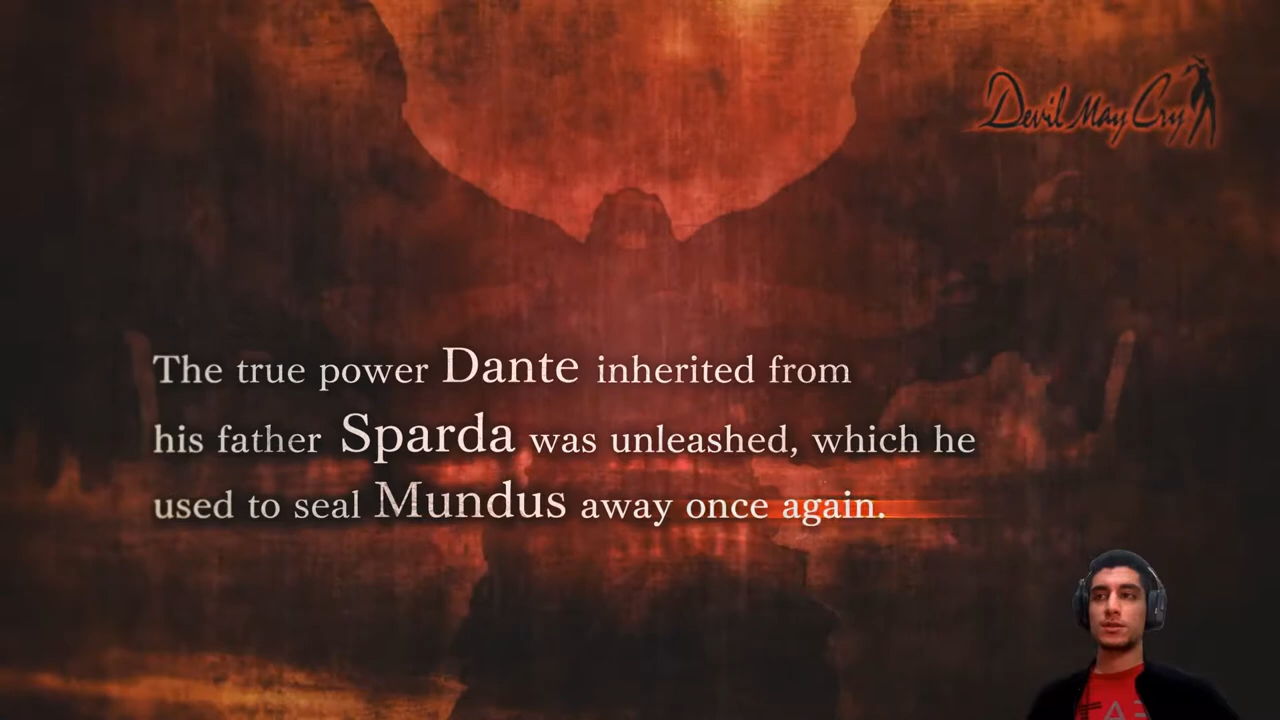 Devil May Cry
The true power Dante inherited from
his father Sparda was unleashed, which he
used to seal Mundus away once again.